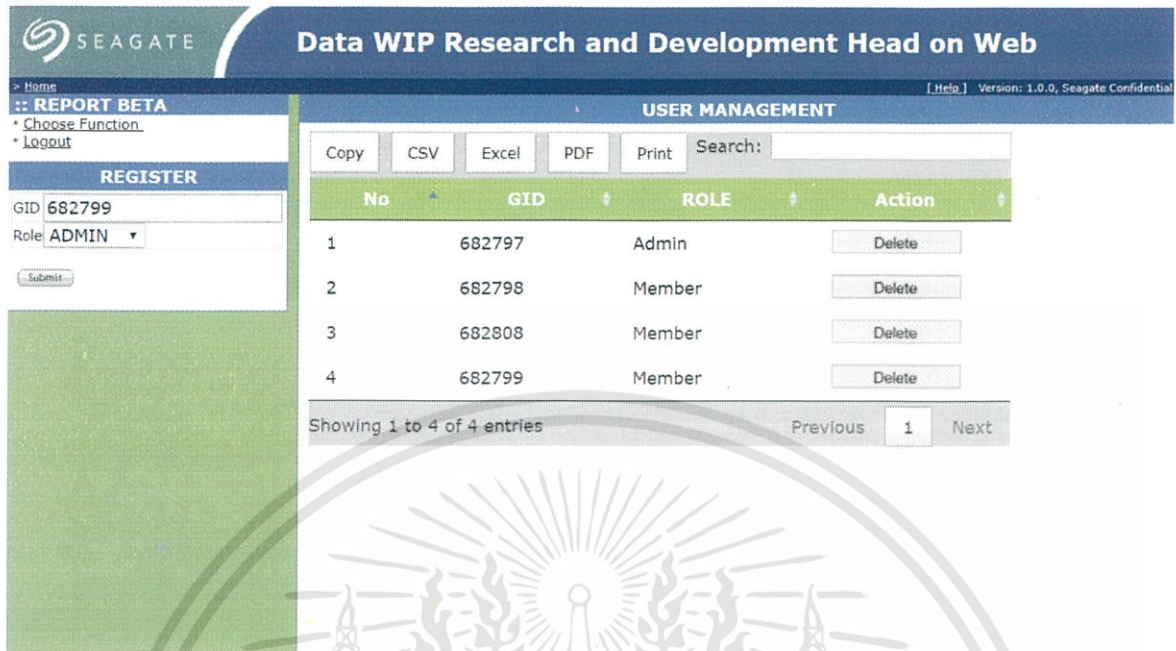 SEAGATE
Data WIP Research and Development Head on Web
> Home
[ Help ] Version: 1.0.0, Seagate Confidential
:: REPORT BETA
* Choose Function
* Logout
REGISTER
GID 682799
Role ADMIN
Submit
USER MANAGEMENT
Copy CSV Excel PDF Print Search:
No GID ROLE Action
1 682797 Admin Delete
2 682798 Member Delete
3 682808 Member Delete
4 682799 Member Delete
Showing 1 to 4 of 4 entries
Previous 1 Next